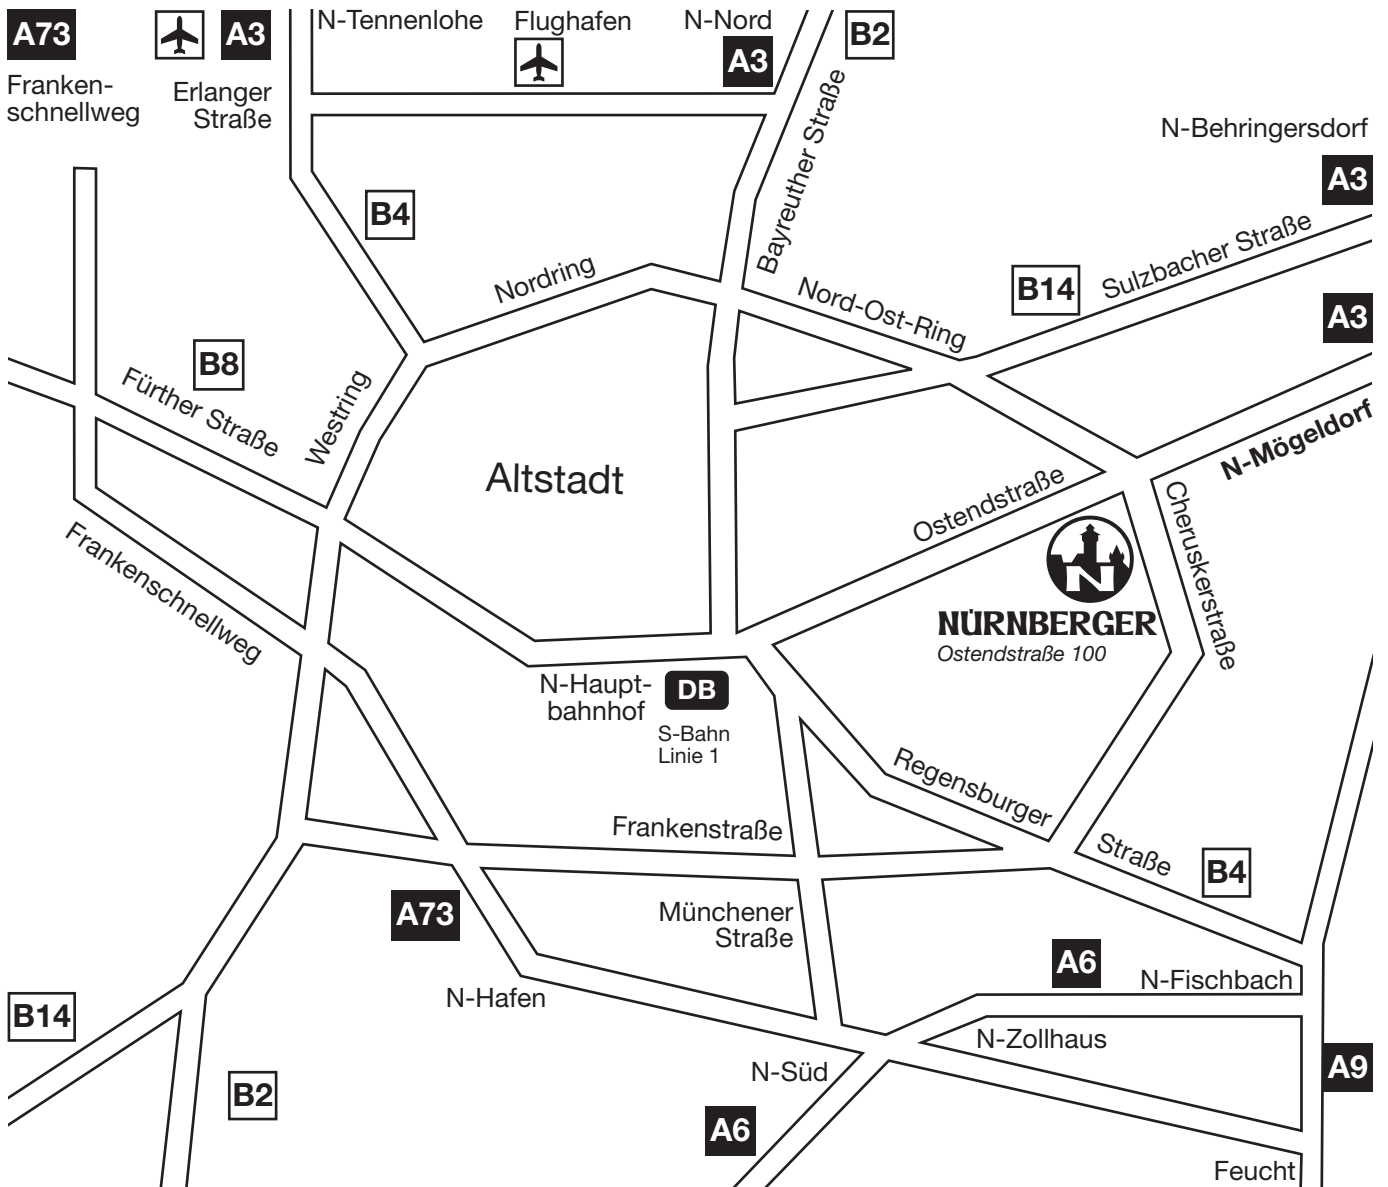 A73
A3
N-Tennenlohe
Flughafen
N-Nord
A3
B2
Franken-
schnellweg
Erlanger
Straße
Bayreuther Straße
N-Behringersdorf
A3
B4
Nordring
Nord-Ost-Ring
B14
Sulzbacher Straße
A3
B8
Fürther Straße
Westring
N-Mögeldorf
Altstadt
Ostendstraße
Cheruskerstraße
Frankenschnellweg
N
NÜRNBERGER
Ostendstraße 100
N-Haupt-
bahnhof
DB
S-Bahn
Linie 1
Regensburger
Straße
Frankenstraße
B4
A73
Münchener
Straße
A6
N-Fischbach
N-Hafen
B14
N-Zollhaus
N-Süd
A9
B2
A6
Feucht